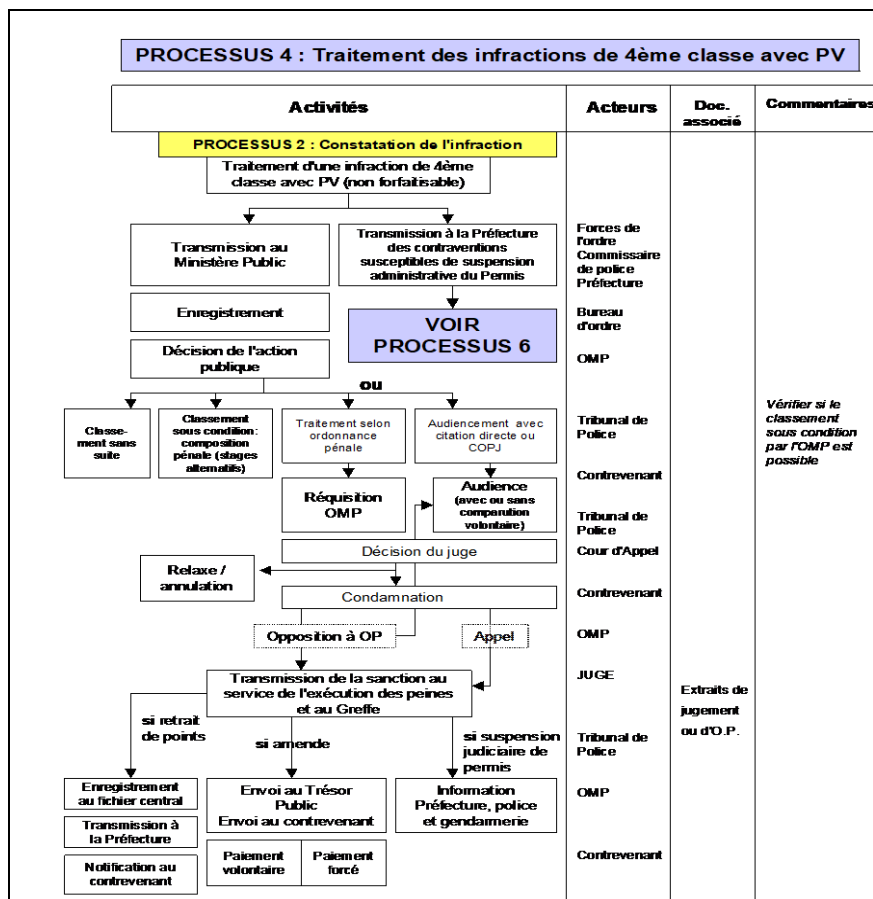 PROCESSUS 4 : Traitement des infractions de 4ème classe avec PV
Activités
Acteurs
Doc.
associé
Commentaires
PROCESSUS 2 : Constatation de l'infraction
Traitement d'une infraction de 4ème
classe avec PV (non forfaitisable)
Transmission au
Ministère Public
Transmission à la Préfecture
des contraventions
susceptibles de suspension
administrative du Permis
Forces de
l'ordre
Commissaire
de police
Préfecture
Enregistrement
VOIR
PROCESSUS 6
Bureau
d'ordre
Décision de l'action
publique
OMP
ou
Classe-
ment sans
suite
Classement
sous condition:
composition
pénale (stages
alternatifs)
Traitement selon
ordonnance
pénale
Audiencement avec
citation directe ou
COPJ
Tribunal de
Police
Vérifier si le
classement
sous condition
par l'OMP est
possible
Réquisition
OMP
Audience
(avec ou sans
comparution
volontaire)
Contrevenant
Tribunal de
Police
Décision du juge
Cour d'Appel
Relaxe /
annulation
Condamnation
Contrevenant
Opposition à OP
Appel
OMP
Transmission de la sanction au
service de l'exécution des peines
et au Greffe
JUGE
Extraits de
jugement
ou d'O.P.
si retrait
de points
si amende
si suspension
judiciaire de
permis
Tribunal de
Police
Enregistrement
au fichier central
Envoi au Trésor
Public
Envoi au contrevenant
Information
Préfecture, police
et gendarmerie
OMP
Transmission à
la Préfecture
Notification au
contrevenant
Paiement
volontaire
Paiement
forcé
Contrevenant